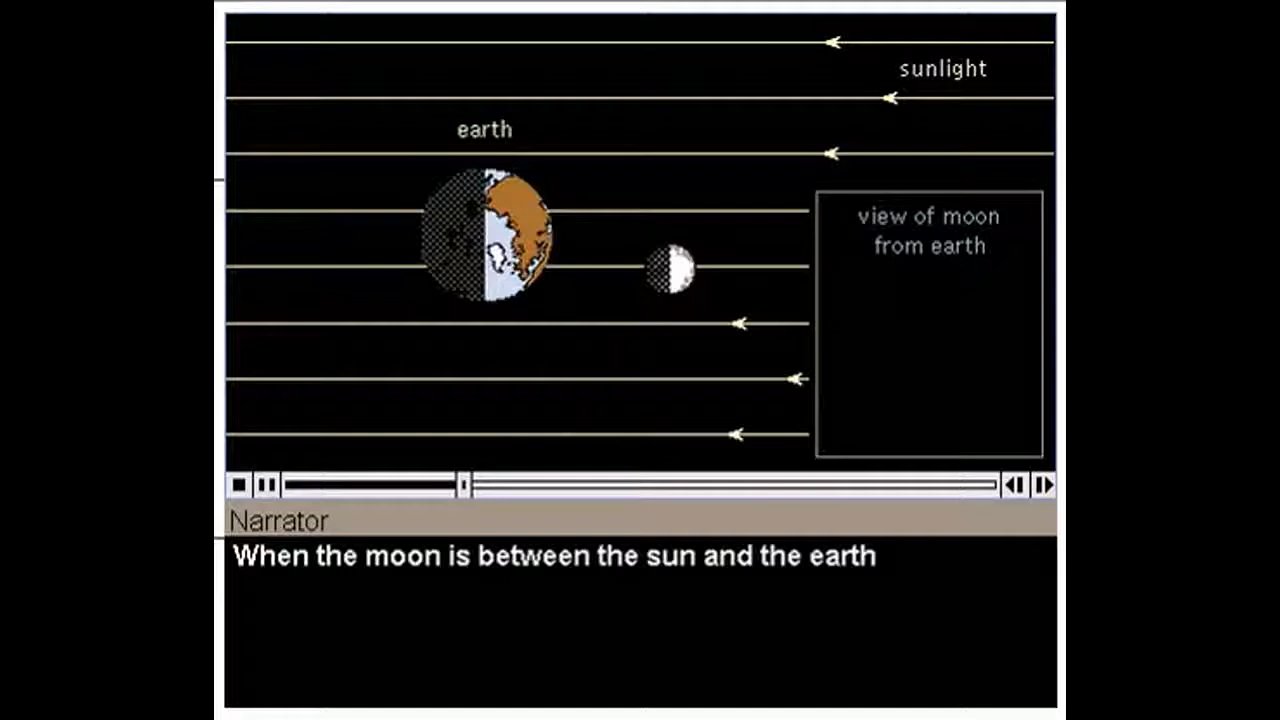 sunlight
earth
view of moon
from earth
Narrator
When the moon is between the sun and the earth